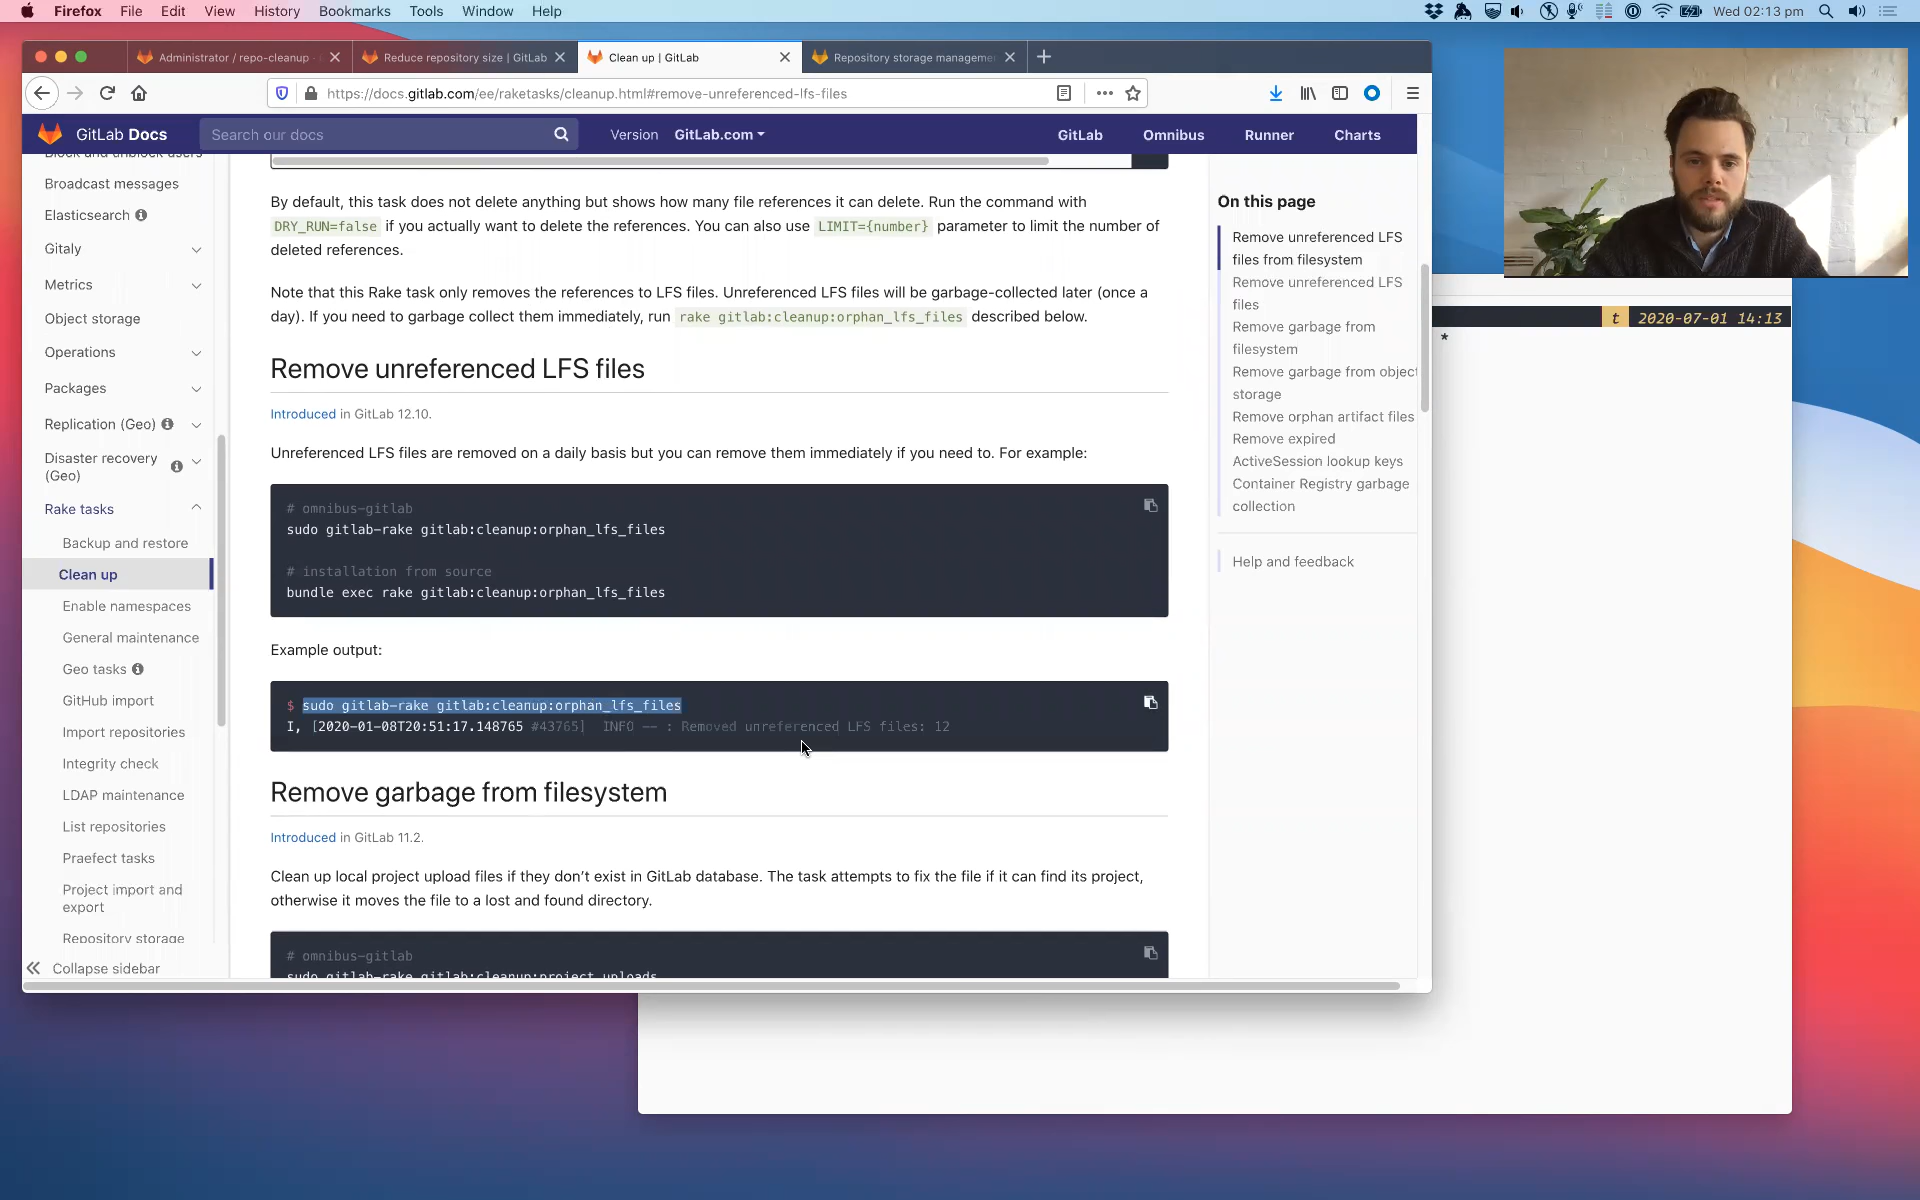 Firefox File Edit View History Bookmarks Tools Window Help Wed 02:13 pm
Administrator / repo-cleanup
Reduce repository size | GitLab
Clean up | GitLab
Repository storage manageme
https://docs.gitlab.com/ee/raketasks/cleanup.html#remove-unreferenced-lfs-files
GitLab Docs
Search our docs
Version GitLab.com
GitLab Omnibus Runner Charts
Block and unblock users
Broadcast messages
Elasticsearch
Gitaly
Metrics
Object storage
Operations
Packages
Replication (Geo)
Disaster recovery
(Geo)
Rake tasks
Backup and restore
Clean up
Enable namespaces
General maintenance
Geo tasks
GitHub import
Import repositories
Integrity check
LDAP maintenance
List repositories
Praefect tasks
Project import and
export
Repository storage
Collapse sidebar
By default, this task does not delete anything but shows how many file references it can delete. Run the command with
DRY_RUN=false if you actually want to delete the references. You can also use LIMIT={number} parameter to limit the number of
deleted references.
Note that this Rake task only removes the references to LFS files. Unreferenced LFS files will be garbage-collected later (once a
day). If you need to garbage collect them immediately, run rake gitlab:cleanup:orphan_lfs_files described below.
Remove unreferenced LFS files
Introduced in GitLab 12.10.
Unreferenced LFS files are removed on a daily basis but you can remove them immediately if you need to. For example:
# omnibus-gitlab
sudo gitlab-rake gitlab:cleanup:orphan_lfs_files
# installation from source
bundle exec rake gitlab:cleanup:orphan_lfs_files
Example output:
$ sudo gitlab-rake gitlab:cleanup:orphan_lfs_files
I, [2020-01-08T20:51:17.148765 #43765]  INFO -- : Removed unreferenced LFS files: 12
Remove garbage from filesystem
Introduced in GitLab 11.2.
Clean up local project upload files if they don't exist in GitLab database. The task attempts to fix the file if it can find its project,
otherwise it moves the file to a lost and found directory.
# omnibus-gitlab
sudo gitlab-rake gitlab:cleanup:project_uploads
On this page
Remove unreferenced LFS
files from filesystem
Remove unreferenced LFS
files
Remove garbage from
filesystem
Remove garbage from object
storage
Remove orphan artifact files
Remove expired
ActiveSession lookup keys
Container Registry garbage
collection
Help and feedback
t 2020-07-01 14:13
*